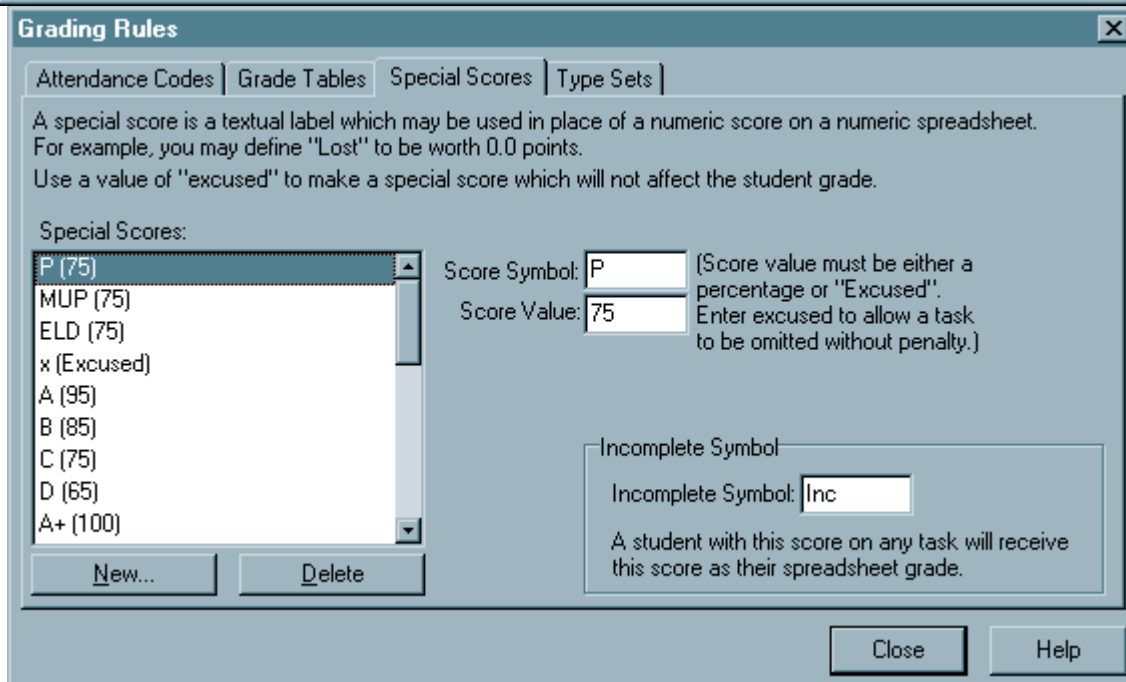 Grading Rules
Attendance Codes Grade Tables Special Scores Type Sets
A special score is a textual label which may be used in place of a numeric score on a numeric spreadsheet.
For example, you may define "Lost" to be worth 0.0 points.
Use a value of "excused" to make a special score which will not affect the student grade.
Special Scores:
P (75)
MUP (75)
ELD (75)
x (Excused)
A (95)
B (85)
C (75)
D (65)
A+ (100)
New... Delete
Score Symbol: P
Score Value: 75
(Score value must be either a
percentage or "Excused".
Enter excused to allow a task
to be omitted without penalty.)
Incomplete Symbol
Incomplete Symbol: Inc
A student with this score on any task will receive
this score as their spreadsheet grade.
Close Help